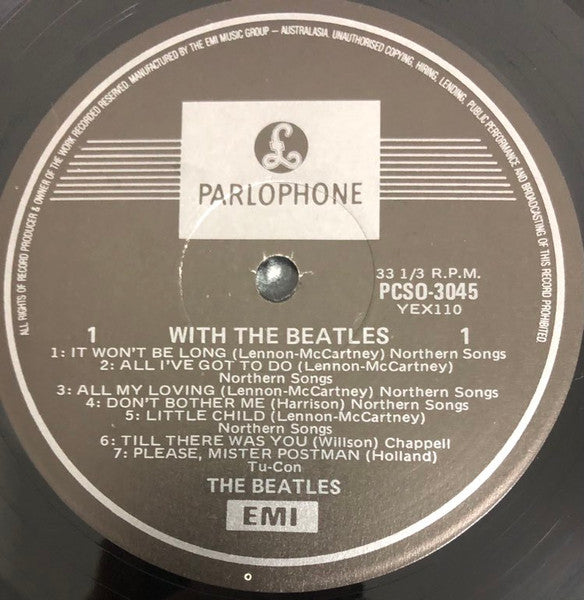 ALL RIGHTS OF RECORD PRODUCER & OWNER OF THE WORK RECORDED RESERVED. MANUFACTURED BY THE EMI MUSIC GROUP – AUSTRALASIA. UNAUTHORISED COPYING, HIRING, LENDING, PUBLIC PERFORMANCE AND BROADCASTING OF THIS RECORD PROHIBITED
£
PARLOPHONE
33 1/3 R.P.M.
PCSO-3045
YEX110
1 WITH THE BEATLES 1
1: IT WON'T BE LONG (Lennon-McCartney) Northern Songs
2: ALL I'VE GOT TO DO (Lennon-McCartney)
Northern Songs
3: ALL MY LOVING (Lennon-McCartney) Northern Songs
4: DON'T BOTHER ME (Harrison) Northern Songs
5: LITTLE CHILD (Lennon-McCartney)
Northern Songs
6: TILL THERE WAS YOU (Willson) Chappell
7: PLEASE, MISTER POSTMAN (Holland)
Tu-Con
THE BEATLES
EMI